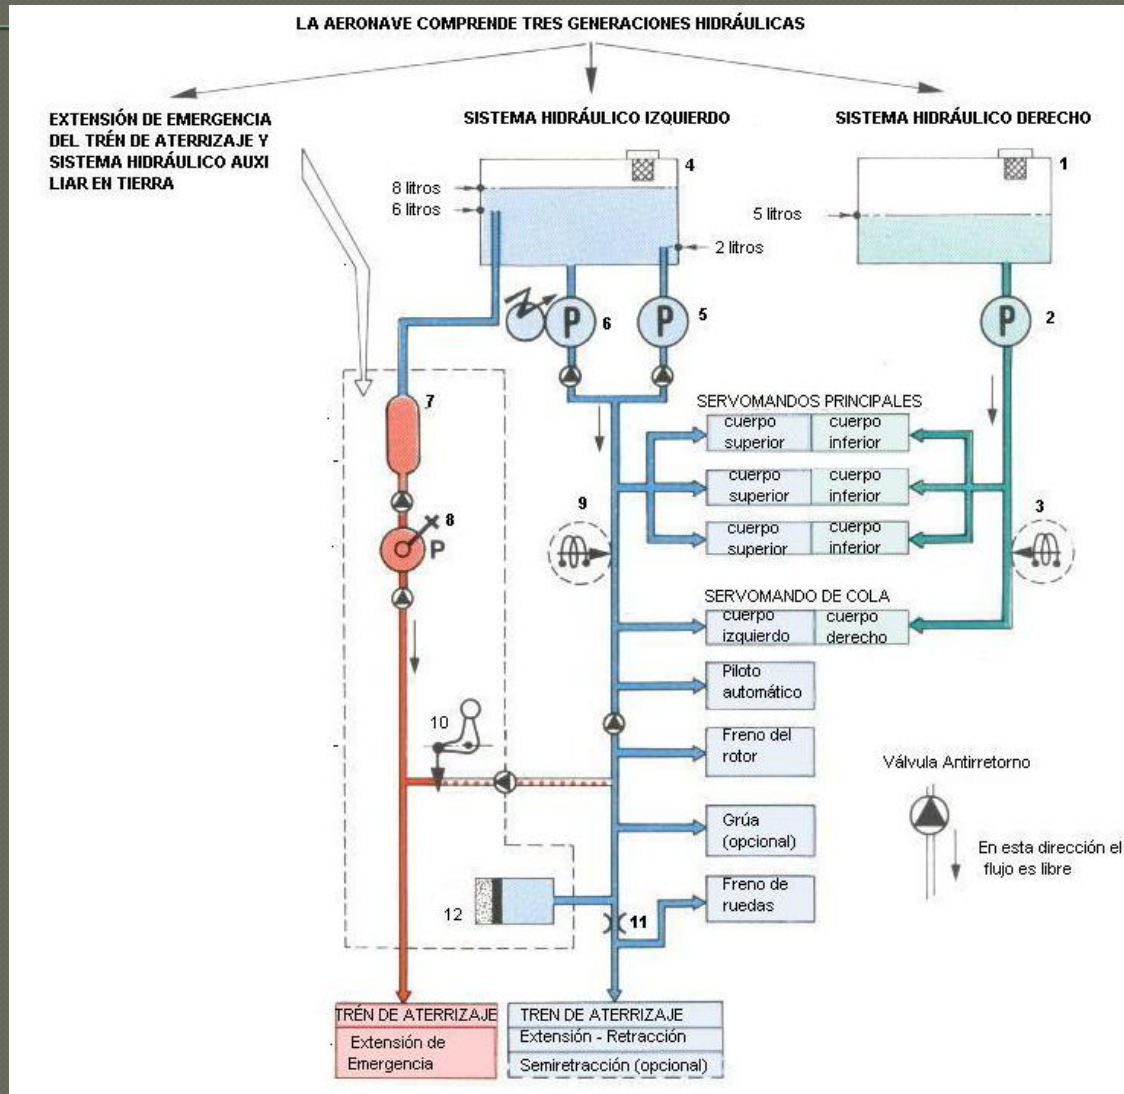 LA AERONAVE COMPRENDE TRES GENERACIONES HIDRÁULICAS
EXTENSIÓN DE EMERGENCIA
DEL TRÉN DE ATERRIZAJE Y
SISTEMA HIDRÁULICO AUXI
LIAR EN TIERRA
SISTEMA HIDRÁULICO IZQUIERDO
SISTEMA HIDRÁULICO DERECHO
4
8 litros
6 litros
2 litros
1
5 litros
P
6
P
5
P
2
7
8
P
SERVOMANDOS PRINCIPALES
cuerpo
superior
cuerpo
inferior
cuerpo
superior
cuerpo
inferior
cuerpo
superior
cuerpo
inferior
9
3
SERVOMANDO DE COLA
cuerpo
izquierdo
cuerpo
derecho
Piloto
automático
10
Freno del
rotor
Grúa
(opcional)
Freno de
ruedas
12
11
Válvula Antirretorno
En esta dirección el
flujo es libre
TRÉN DE ATERRIZAJE
Extensión de
Emergencia
TREN DE ATERRIZAJE
Extensión - Retracción
Semiretracción (opcional)